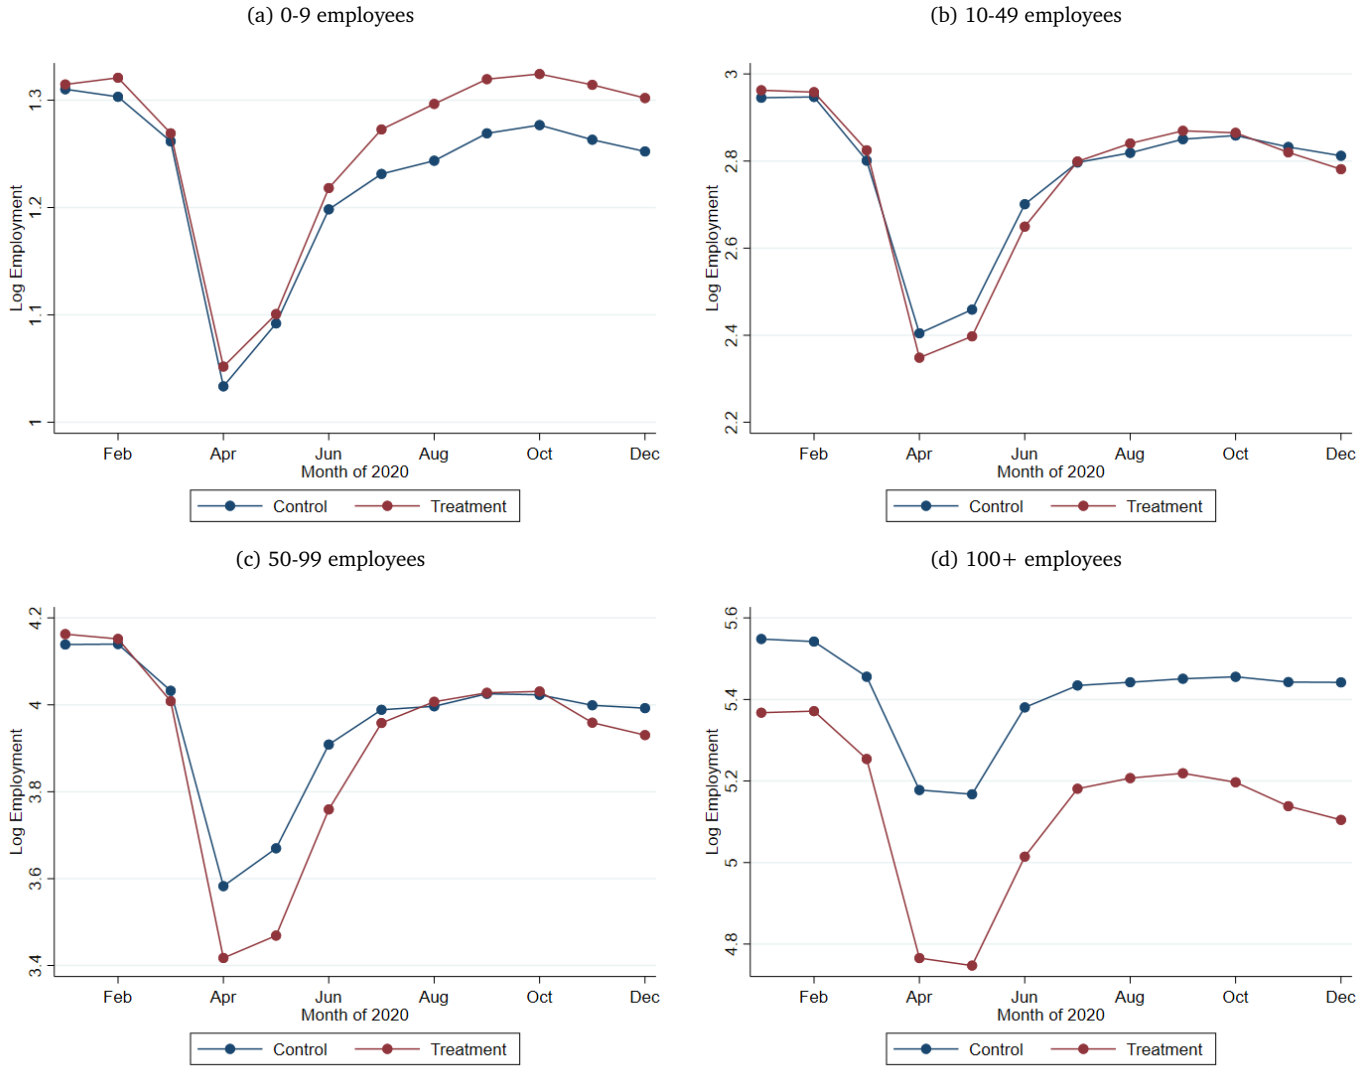 (a) 0-9 employees
Log Employment
1.3
1.2
1.1
1
Feb Apr Jun Aug Oct Dec
Month of 2020
Control Treatment
(b) 10-49 employees
Log Employment
3
2.8
2.6
2.4
2.2
Feb Apr Jun Aug Oct Dec
Month of 2020
Control Treatment
(c) 50-99 employees
Log Employment
4.2
4
3.8
3.6
3.4
Feb Apr Jun Aug Oct Dec
Month of 2020
Control Treatment
(d) 100+ employees
Log Employment
5.6
5.4
5.2
5
4.8
Feb Apr Jun Aug Oct Dec
Month of 2020
Control Treatment